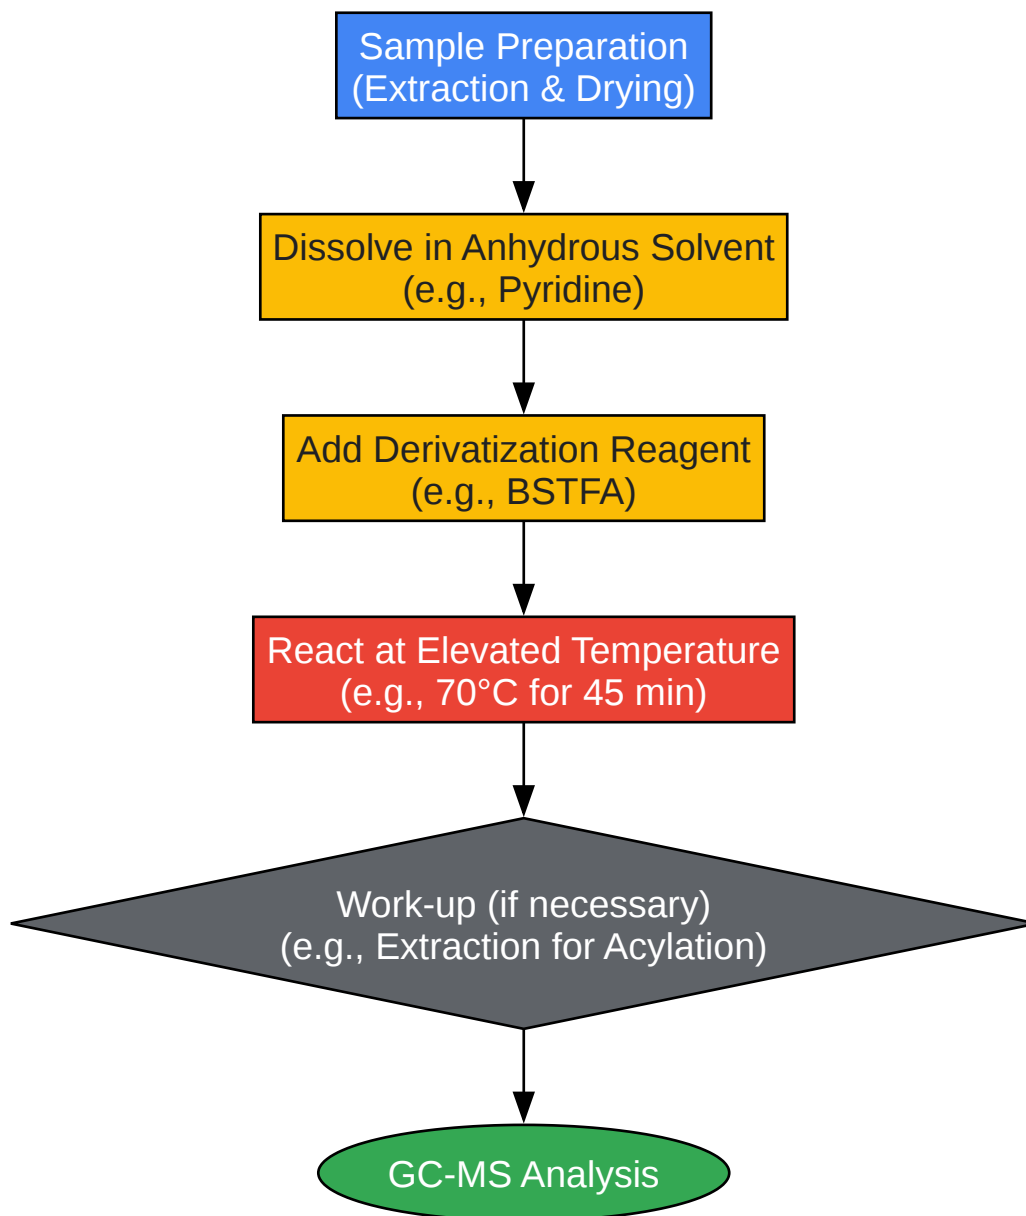 Sample Preparation
(Extraction & Drying)
Dissolve in Anhydrous Solvent
(e.g., Pyridine)
Add Derivatization Reagent
(e.g., BSTFA)
React at Elevated Temperature
(e.g., 70°C for 45 min)
Work-up (if necessary)
(e.g., Extraction for Acylation)
GC-MS Analysis